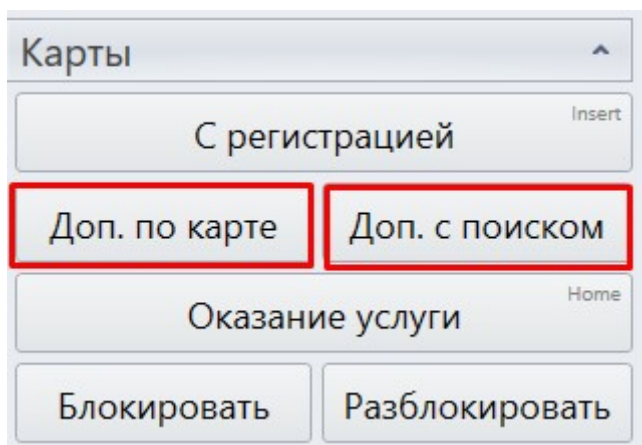 Карты
С регистрацией Insert
Доп. по карте Доп. с поиском
Оказание услуги Home
Блокировать Разблокировать